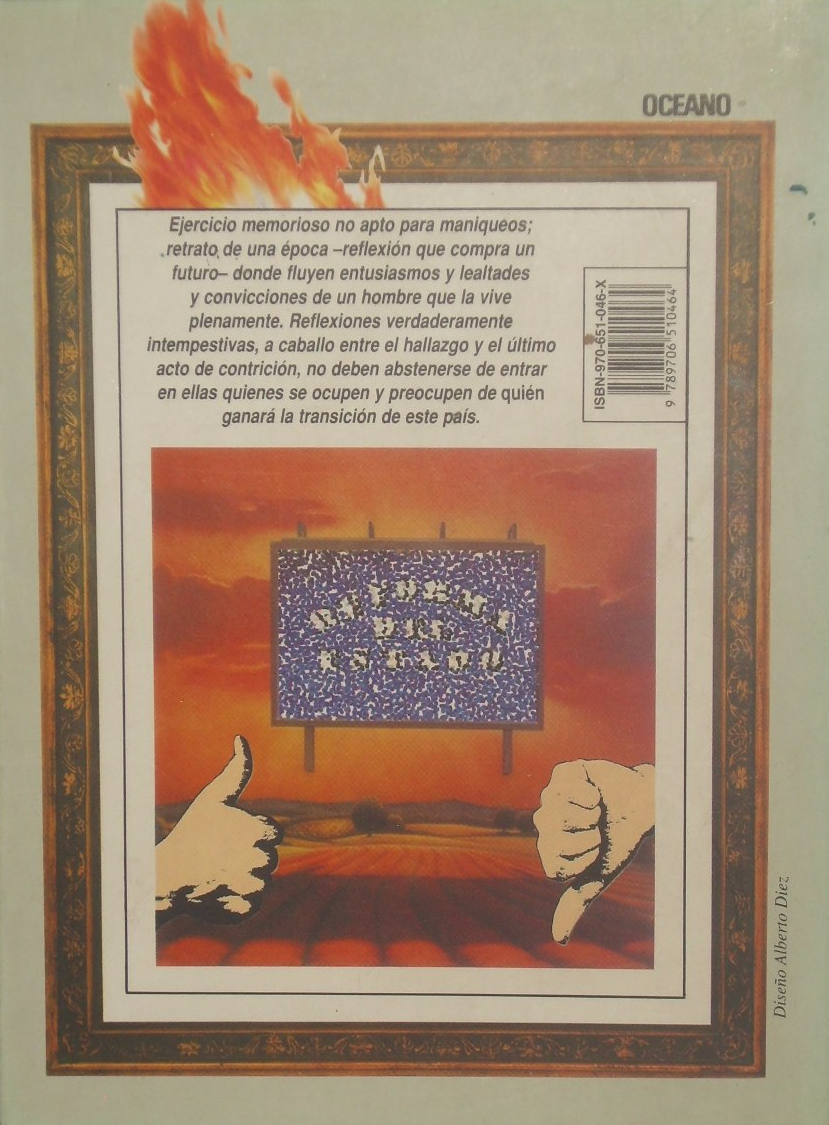 OCEANO
Ejercicio memorioso no apto para maniqueos;
retrato de una época –reflexión que compra un
futuro– donde fluyen entusiasmos y lealtades
y convicciones de un hombre que la vive
plenamente. Reflexiones verdaderamente
intempestivas, a caballo entre el hallazgo y el último
acto de contrición, no deben abstenerse de entrar
en ellas quienes se ocupen y preocupen de quién
ganará la transición de este país.
ISBN-970-651-046-X
9 789706 510464
REFORMA
DEL
ESTADO
Diseño Alberto Diez